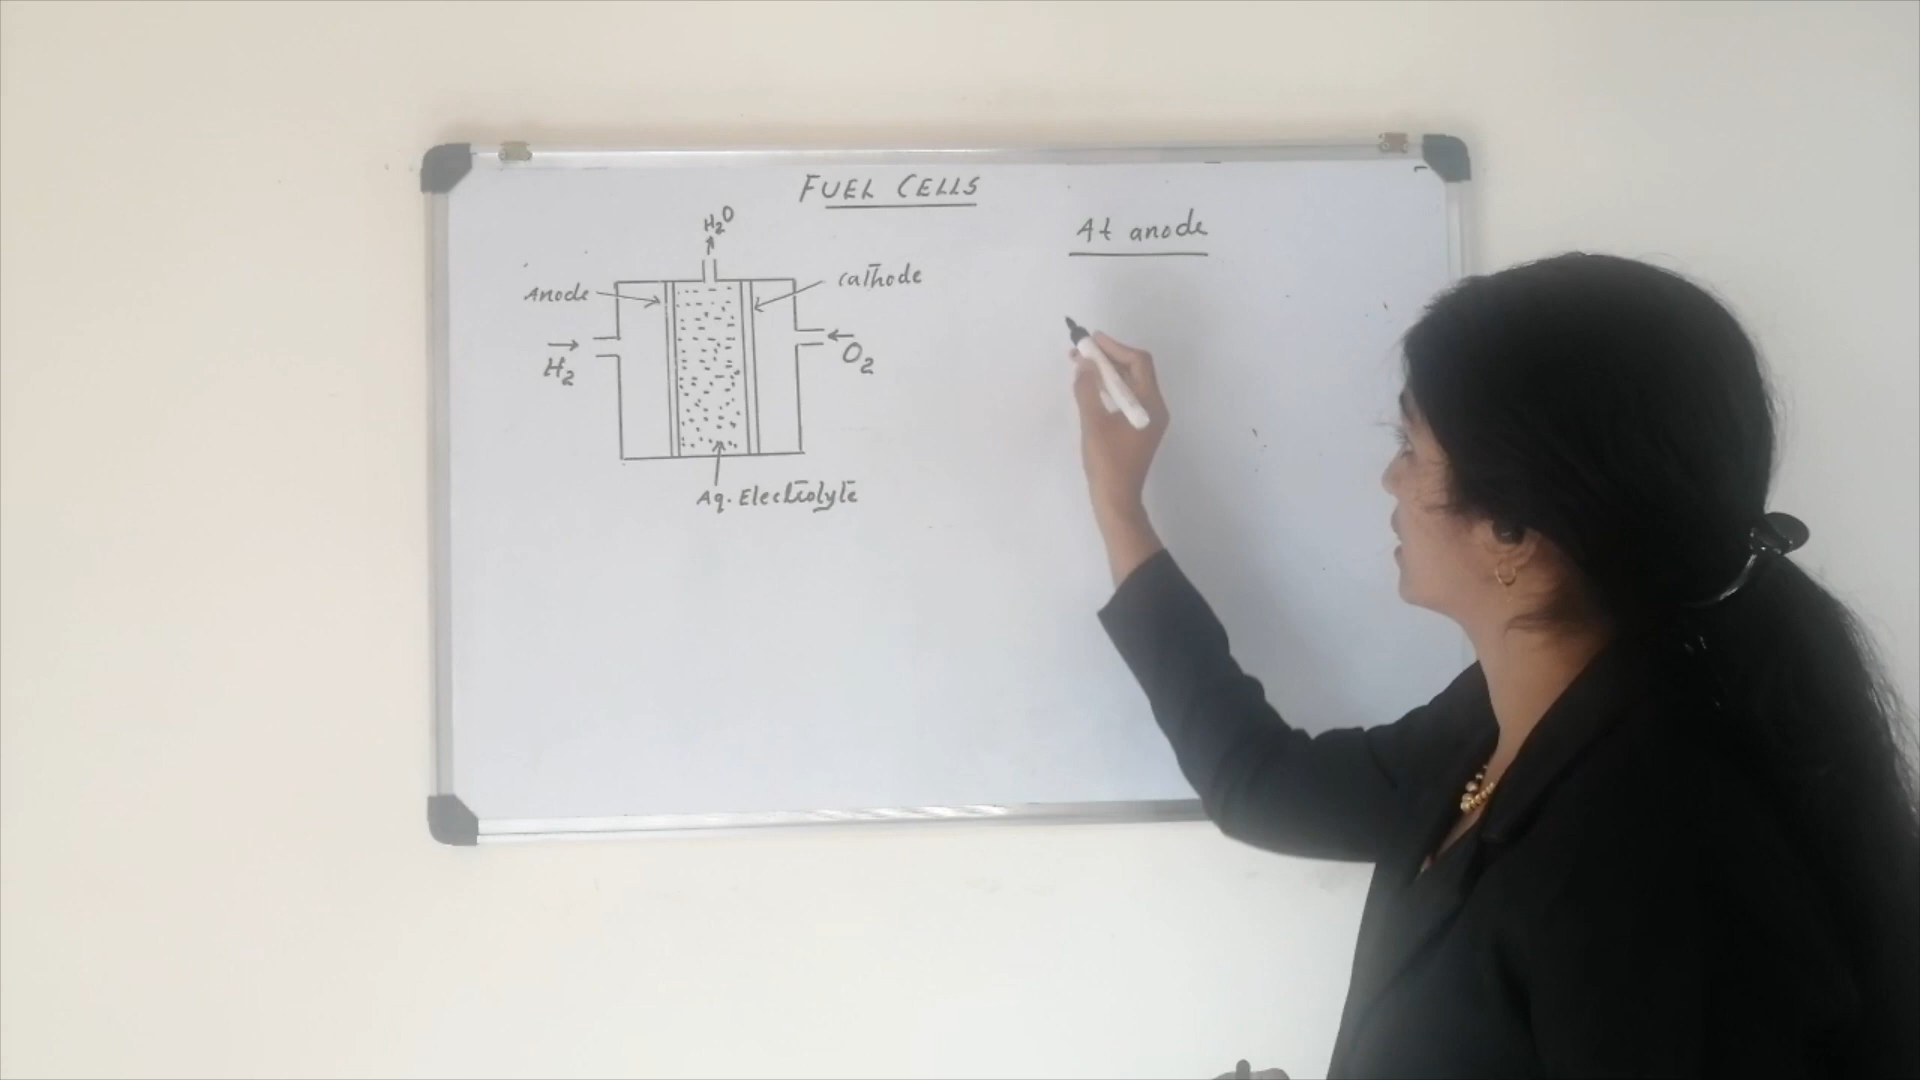 FUEL CELLS
H2O
Anode
cathode
H2
O2
Aq. Electrolyte
At anode